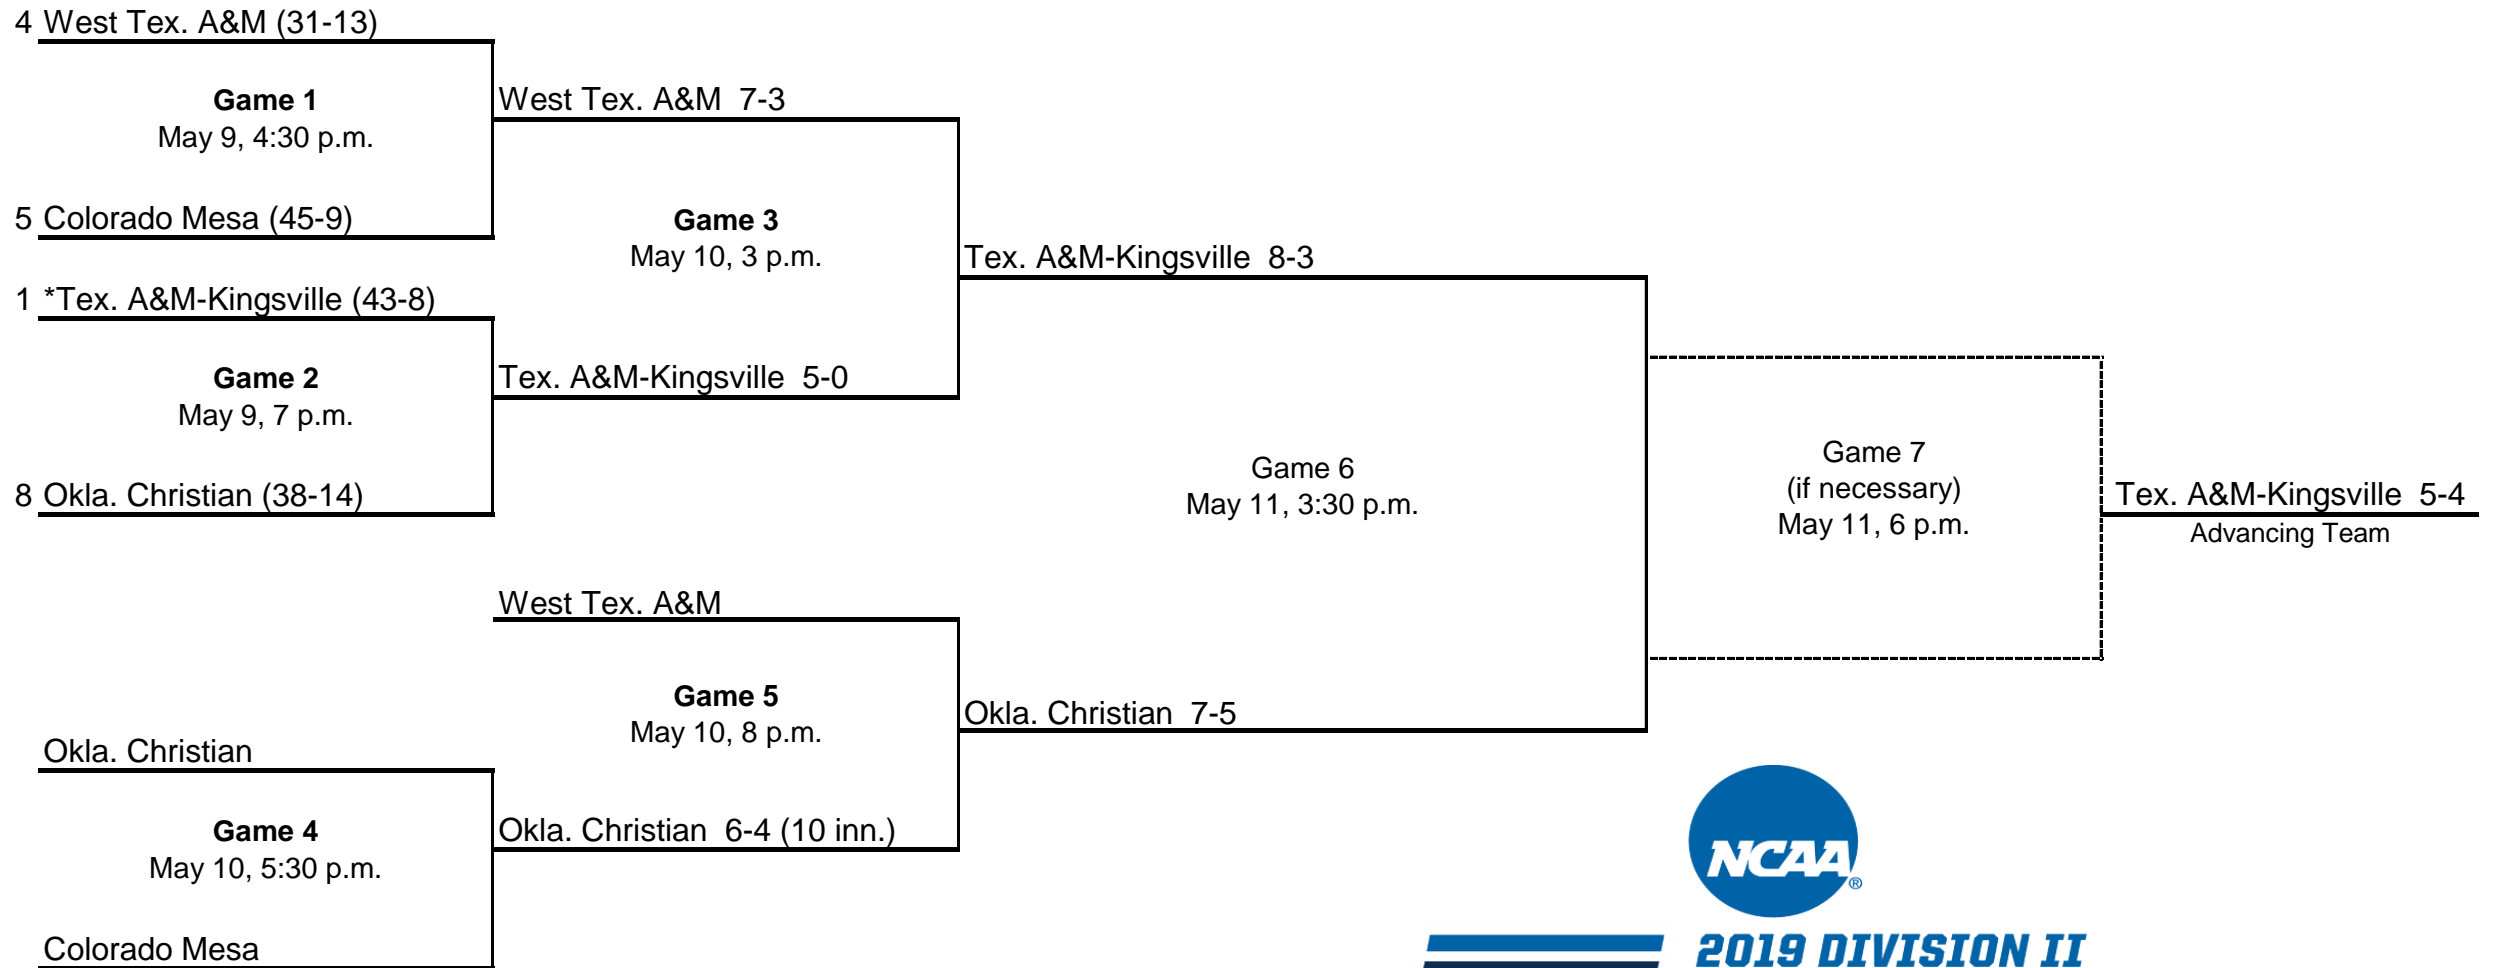 4 West Tex. A&M (31-13)
Game 1
May 9, 4:30 p.m.
5 Colorado Mesa (45-9)
1 *Tex. A&M-Kingsville (43-8)
Game 2
May 9, 7 p.m.
8 Okla. Christian (38-14)
Okla. Christian
Game 4
May 10, 5:30 p.m.
Colorado Mesa
West Tex. A&M 7-3
Game 3
May 10, 3 p.m.
Tex. A&M-Kingsville 5-0
West Tex. A&M
Game 5
May 10, 8 p.m.
Okla. Christian 6-4 (10 inn.)
Tex. A&M-Kingsville 8-3
Game 6
May 11, 3:30 p.m.
Okla. Christian 7-5
Game 7
(if necessary)
May 11, 6 p.m.
Tex. A&M-Kingsville 5-4
Advancing Team
NCAA®
2019 DIVISION II